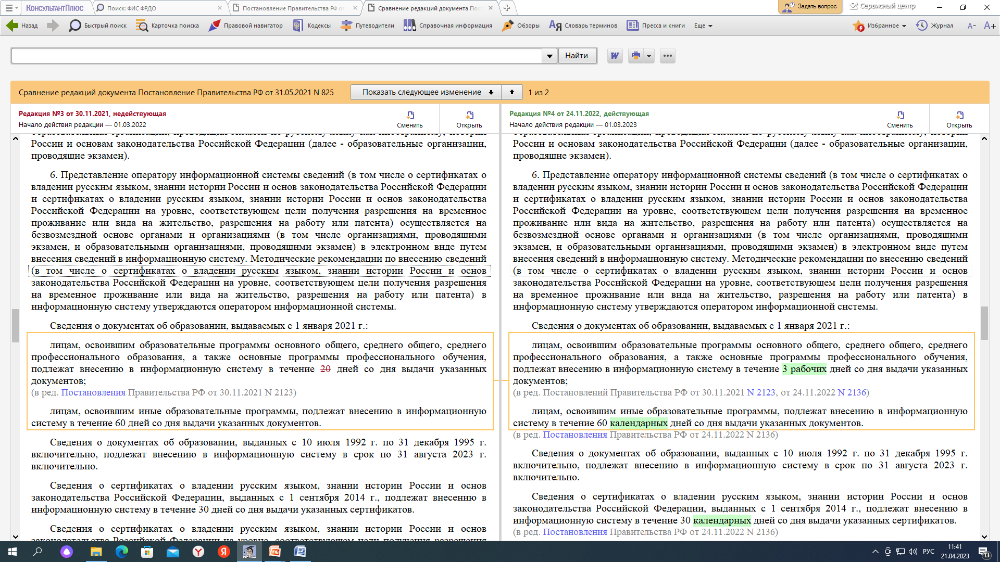 КонсультантПлюс
Поиск: ФИС ФРДО
Постановление Правительства РФ от
Сравнение редакций документа Пос
Задать вопрос
Сервисный центр
Назад
Быстрый поиск
Карточка поиска
Правовой навигатор
Кодексы
Путеводители
Справочная информация
Обзоры
Словарь терминов
Пресса и книги
Еще
Избранное
Журнал
A−
A+
Найти
Сравнение редакций документа Постановление Правительства РФ от 31.05.2021 N 825
Показать следующее изменение
1 из 2
Редакция №3 от 30.11.2021, недействующая
Начало действия редакции — 01.03.2022
Сменить
Открыть
России и основам законодательства Российской Федерации (далее - образовательные организации,
проводящие экзамен).
6. Представление оператору информационной системы сведений (в том числе о сертификатах о
владении русским языком, знании истории России и основ законодательства Российской Федерации
и сертификатах о владении русским языком, знании истории России и основ законодательства
Российской Федерации на уровне, соответствующем цели получения разрешения на временное
проживание или вида на жительство, разрешения на работу или патента) осуществляется на
безвозмездной основе органами и организациями (в том числе организациями, проводящими
экзамен, и образовательными организациями, проводящими экзамен) в электронном виде путем
внесения сведений в информационную систему. Методические рекомендации по внесению сведений
(в том числе о сертификатах о владении русским языком, знании истории России и основ
законодательства Российской Федерации на уровне, соответствующем цели получения разрешения
на временное проживание или вида на жительство, разрешения на работу или патента) в
информационную систему утверждаются оператором информационной системы.
Сведения о документах об образовании, выдаваемых с 1 января 2021 г.:
лицам, освоившим образовательные программы основного общего, среднего общего, среднего
профессионального образования, а также основные программы профессионального обучения,
подлежат внесению в информационную систему в течение 20 дней со дня выдачи указанных
документов;
(в ред. Постановления Правительства РФ от 30.11.2021 N 2123)
лицам, освоившим иные образовательные программы, подлежат внесению в информационную
систему в течение 60 дней со дня выдачи указанных документов.
Сведения о документах об образовании, выданных с 10 июля 1992 г. по 31 декабря 1995 г.
включительно, подлежат внесению в информационную систему в срок по 31 августа 2023 г.
включительно.
Сведения о сертификатах о владении русским языком, знании истории России и основ
законодательства Российской Федерации, выданных с 1 сентября 2014 г., подлежат внесению в
информационную систему в течение 30 дней со дня выдачи указанных сертификатов.
Сведения о сертификатах о владении русским языком, знании истории России и основ
Редакция №4 от 24.11.2022, действующая
Начало действия редакции — 01.03.2023
Сменить
Открыть
России и основам законодательства Российской Федерации (далее - образовательные организации,
проводящие экзамен).
6. Представление оператору информационной системы сведений (в том числе о сертификатах о
владении русским языком, знании истории России и основ законодательства Российской Федерации
и сертификатах о владении русским языком, знании истории России и основ законодательства
Российской Федерации на уровне, соответствующем цели получения разрешения на временное
проживание или вида на жительство, разрешения на работу или патента) осуществляется на
безвозмездной основе органами и организациями (в том числе организациями, проводящими
экзамен, и образовательными организациями, проводящими экзамен) в электронном виде путем
внесения сведений в информационную систему. Методические рекомендации по внесению сведений
(в том числе о сертификатах о владении русским языком, знании истории России и основ
законодательства Российской Федерации на уровне, соответствующем цели получения разрешения
на временное проживание или вида на жительство, разрешения на работу или патента) в
информационную систему утверждаются оператором информационной системы.
Сведения о документах об образовании, выдаваемых с 1 января 2021 г.:
лицам, освоившим образовательные программы основного общего, среднего общего, среднего
профессионального образования, а также основные программы профессионального обучения,
подлежат внесению в информационную систему в течение 3 рабочих дней со дня выдачи указанных
документов;
(в ред. Постановлений Правительства РФ от 30.11.2021 N 2123, от 24.11.2022 N 2136)
лицам, освоившим иные образовательные программы, подлежат внесению в информационную
систему в течение 60 календарных дней со дня выдачи указанных документов.
(в ред. Постановления Правительства РФ от 24.11.2022 N 2136)
Сведения о документах об образовании, выданных с 10 июля 1992 г. по 31 декабря 1995 г.
включительно, подлежат внесению в информационную систему в срок по 31 августа 2023 г.
включительно.
Сведения о сертификатах о владении русским языком, знании истории России и основ
законодательства Российской Федерации, выданных с 1 сентября 2014 г., подлежат внесению в
информационную систему в течение 30 календарных дней со дня выдачи указанных сертификатов.
(в ред. Постановления Правительства РФ от 24.11.2022 N 2136)
РУС
11:41
21.04.2023
13